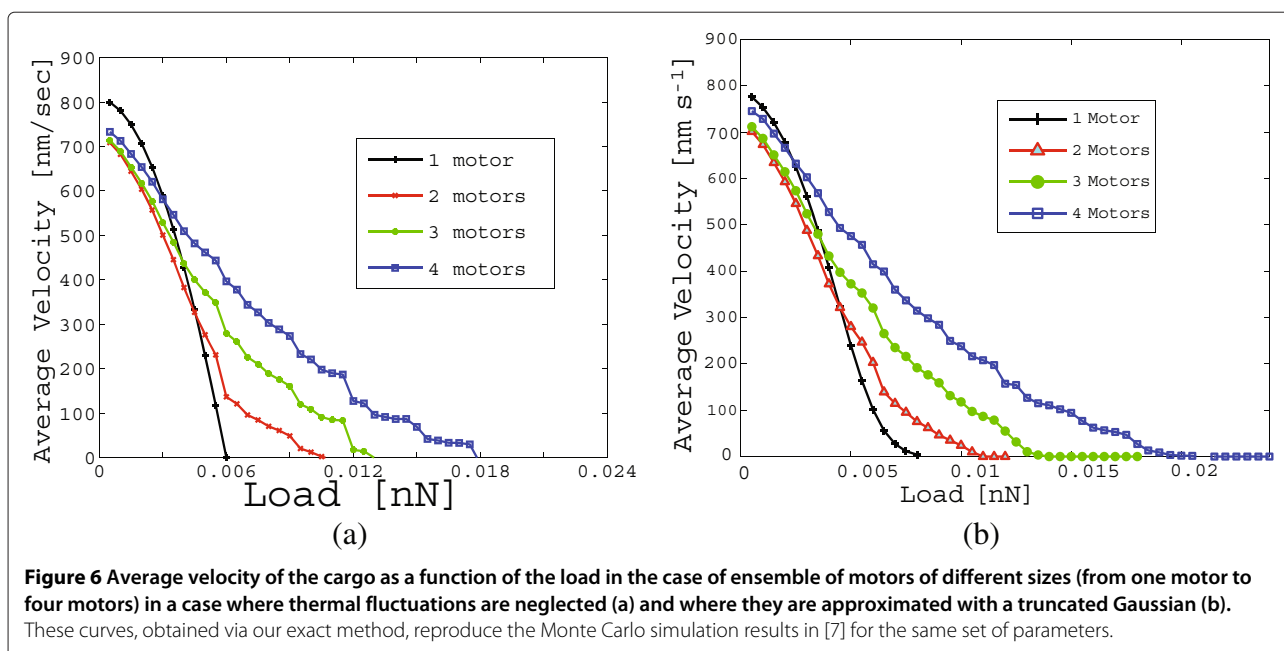 900
800
700
600
500
400
300
200
100
0
Average Velocity [nm/sec]
1 motor
2 motors
3 motors
4 motors
0
0.006
0.012
0.018
0.024
Load [nN]
(a)
900
800
700
600
500
400
300
200
100
0
Average Velocity [nm s⁻¹]
1 Motor
2 Motors
3 Motors
4 Motors
0
0.005
0.01
0.015
0.02
Load [nN]
(b)
Figure 6 Average velocity of the cargo as a function of the load in the case of ensemble of motors of different sizes (from one motor to
four motors) in a case where thermal fluctuations are neglected (a) and where they are approximated with a truncated Gaussian (b).
These curves, obtained via our exact method, reproduce the Monte Carlo simulation results in [7] for the same set of parameters.